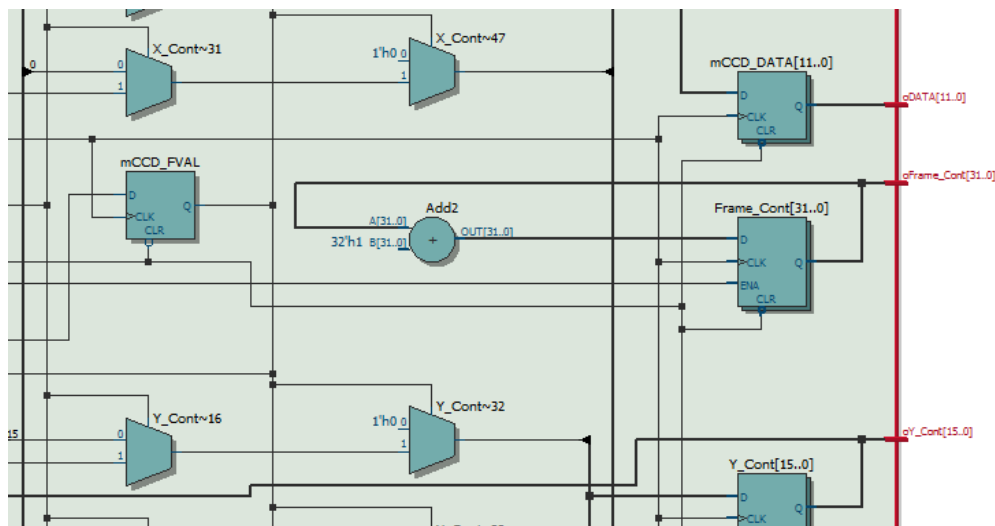 X_Cont~31
X_Cont~47
0
0
1
1'h0 0
1
mCCD_DATA[11..0]
D
CLK
CLR
Q
oDATA[11..0]
mCCD_FVAL
D
CLK
CLR
Q
oFrame_Cont[31..0]
Add2
A[31..0]
32'h1 B[31..0]
+
OUT[31..0]
Frame_Cont[31..0]
D
CLK
ENA
CLR
Q
Y_Cont~16
15
0
1
Y_Cont~32
1'h0 0
1
oY_Cont[15..0]
Y_Cont[15..0]
D
CLK
Q